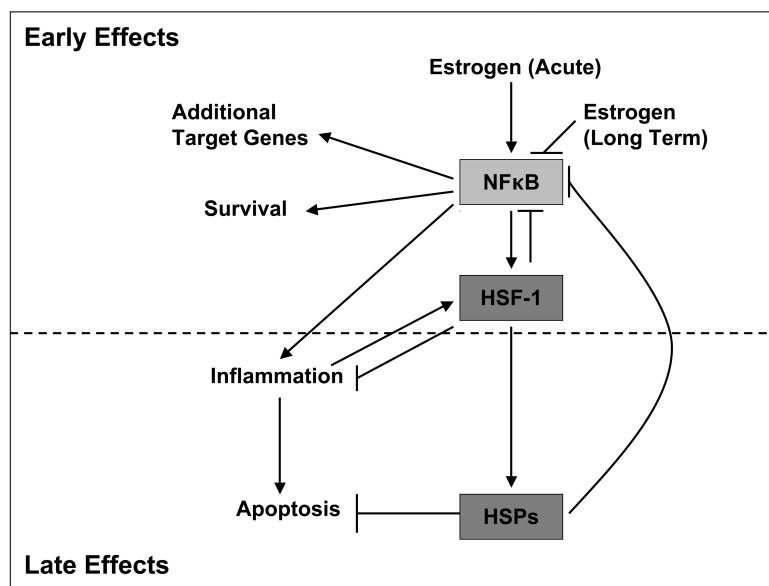 Early Effects
Estrogen (Acute)
Additional
Target Genes
Estrogen
(Long Term)
NFκB
Survival
HSF-1
Inflammation
Apoptosis
HSPs
Late Effects